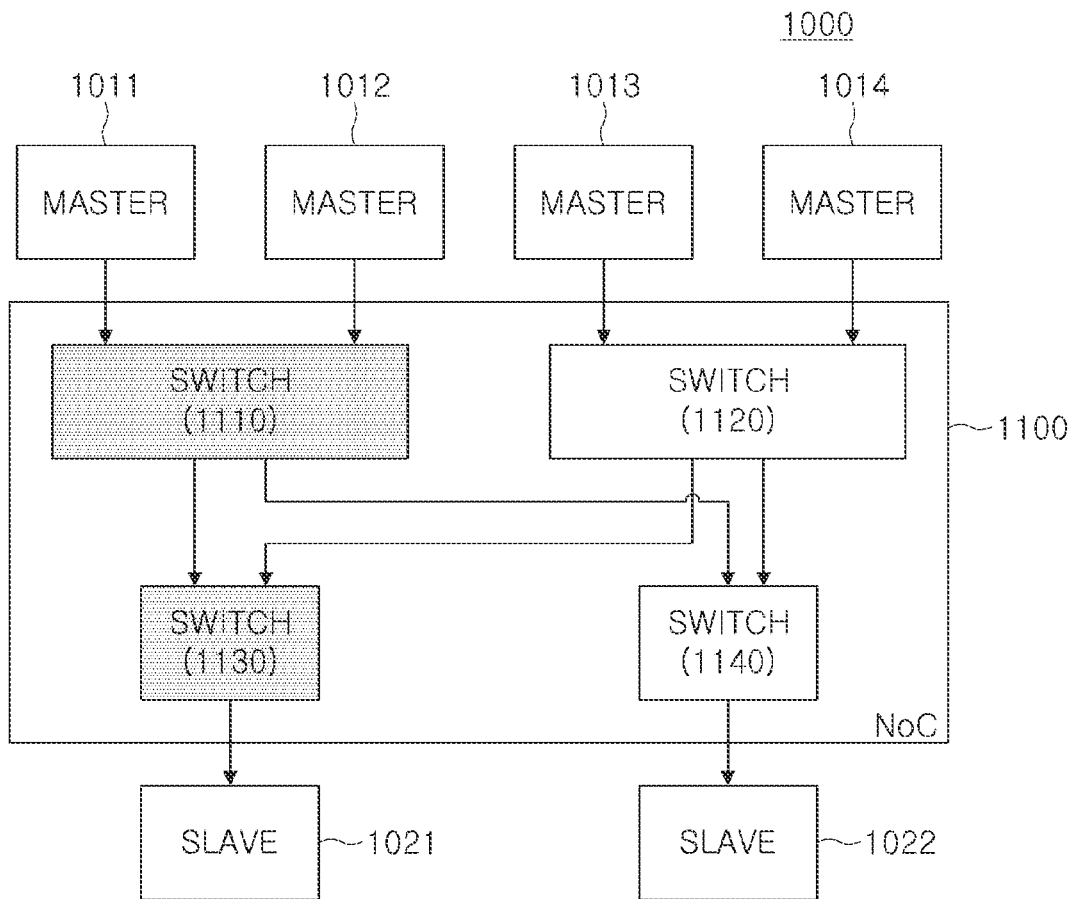 1000
1011
1012
1013
1014
MASTER
MASTER
MASTER
MASTER
SWITCH
(1110)
SWITCH
(1120)
1100
SWITCH
(1130)
SWITCH
(1140)
NoC
SLAVE
1021
SLAVE
1022